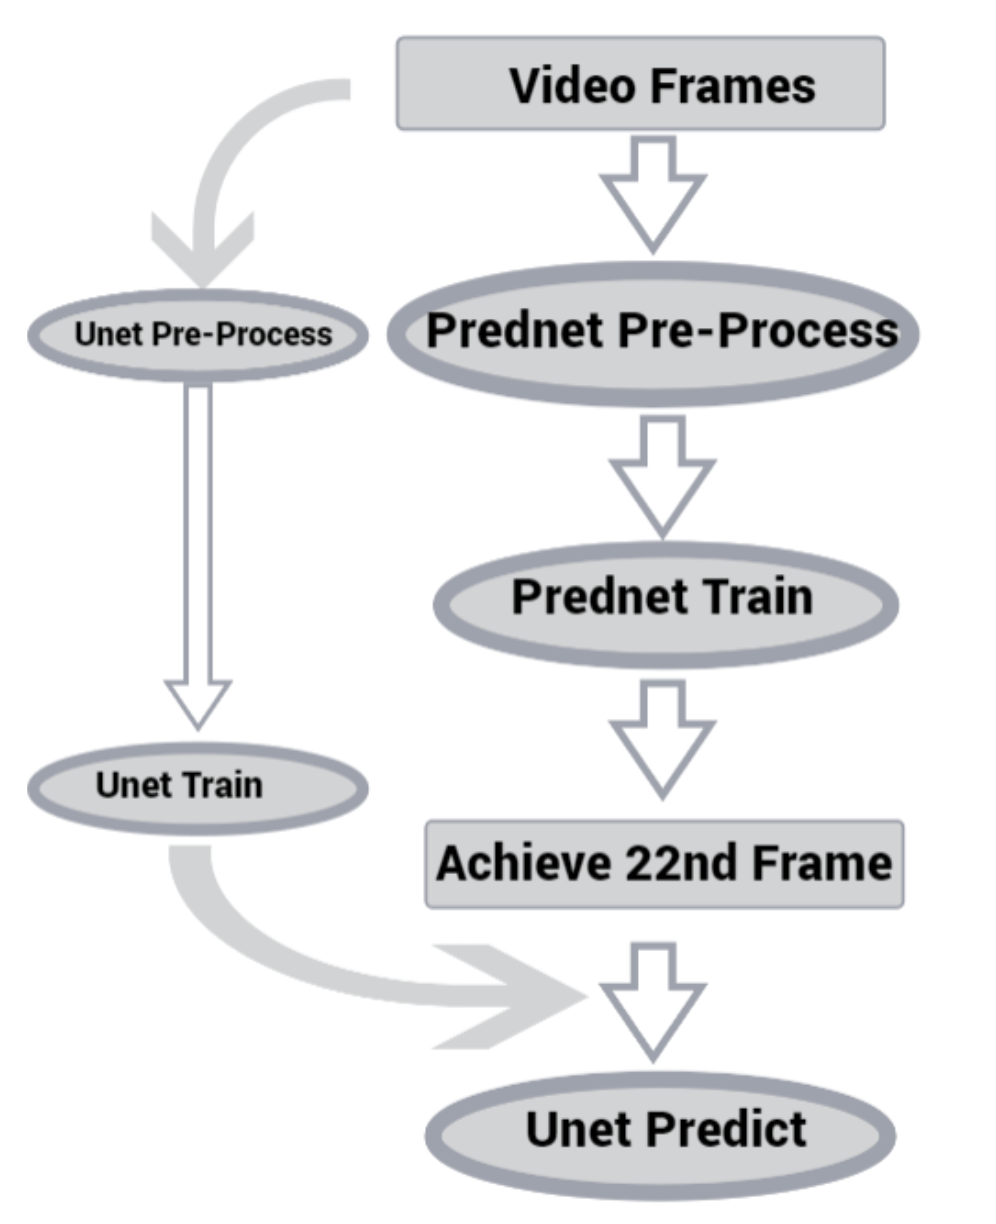 Video Frames
Unet Pre-Process
Prednet Pre-Process
Prednet Train
Unet Train
Achieve 22nd Frame
Unet Predict